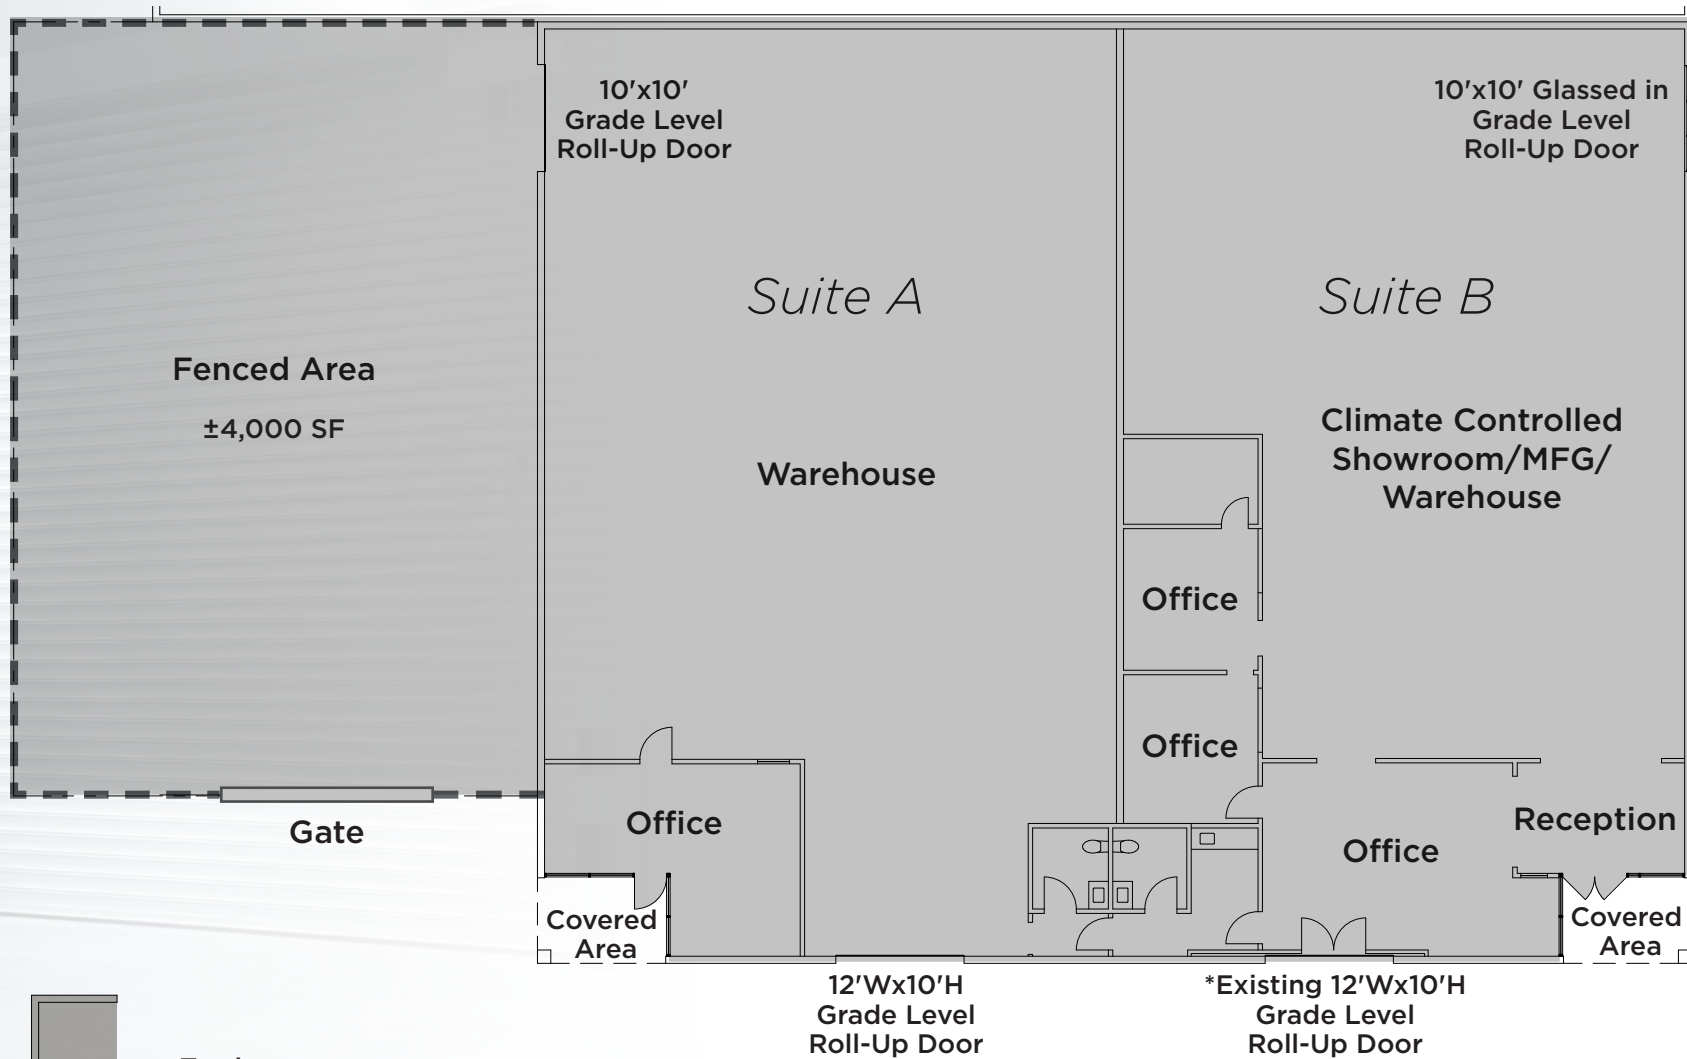 10'x10'
Grade Level
Roll-Up Door
10'x10' Glassed in
Grade Level
Roll-Up Door
Suite A
Suite B
Fenced Area
±4,000 SF
Warehouse
Climate Controlled
Showroom/MFG/
Warehouse
Office
Office
Gate
Office
Office
Reception
Covered
Area
Covered
Area
12'Wx10'H
Grade Level
Roll-Up Door
*Existing 12'Wx10'H
Grade Level
Roll-Up Door